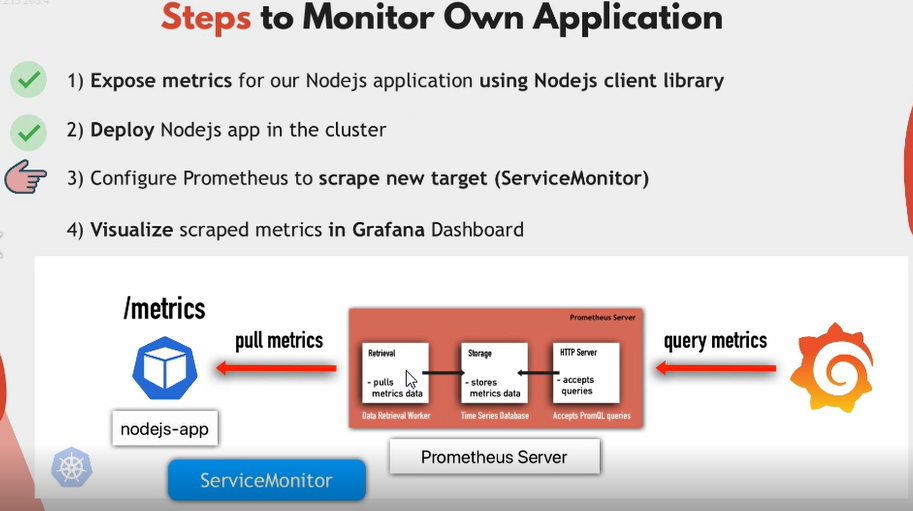 Steps to Monitor Own Application
1) Expose metrics for our Nodejs application using Nodejs client library
2) Deploy Nodejs app in the cluster
3) Configure Prometheus to scrape new target (ServiceMonitor)
4) Visualize scraped metrics in Grafana Dashboard
/metrics
pull metrics
Prometheus Server
query metrics
Retrieval
- pulls
metrics data
Storage
- stores
metrics data
HTTP Server
- accepts
queries
Data Retrieval Worker
Time Series Database
Accepts PromQL queries
nodejs-app
Prometheus Server
ServiceMonitor